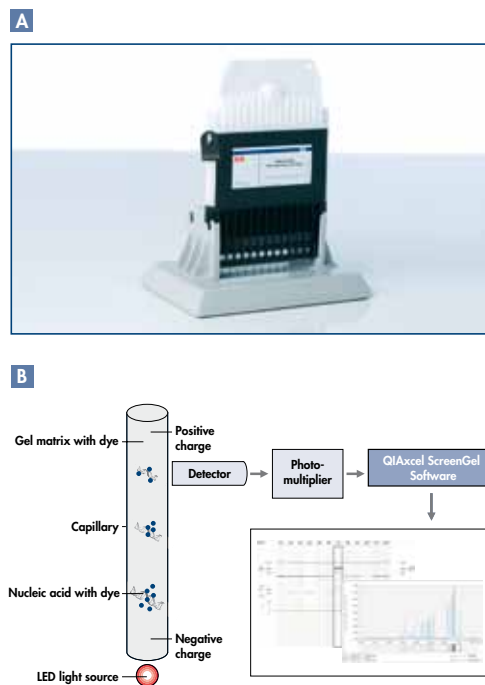 A
B
Gel matrix with dye
Positive
charge
Detector
Photo-
multiplier
QIAxcel ScreenGel
Software
Capillary
Nucleic acid with dye
Negative
charge
LED light source